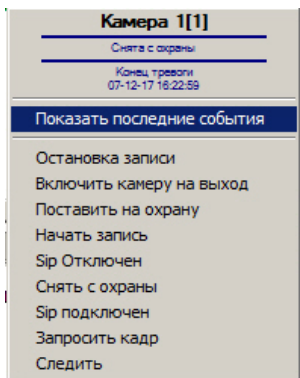 Камера 1[1]
Снята с охраны
Конец тревоги
07-12-17 16:22:59
Показать последние события
Остановка записи
Включить камеру на выход
Поставить на охрану
Начать запись
Sip Отключен
Снять с охраны
Sip подключен
Запросить кадр
Следить